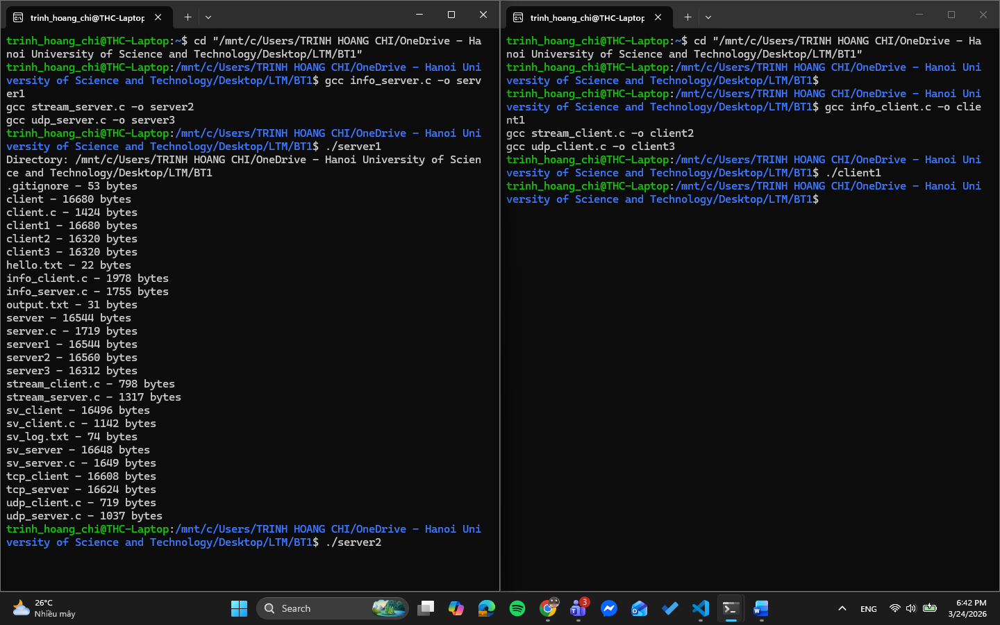 trinh_hoang_chi@THC-Laptop
trinh_hoang_chi@THC-Laptop:~$ cd "/mnt/c/Users/TRINH HOANG CHI/OneDrive - Ha
noi University of Science and Technology/Desktop/LTM/BT1"
trinh_hoang_chi@THC-Laptop:/mnt/c/Users/TRINH HOANG CHI/OneDrive - Hanoi Uni
versity of Science and Technology/Desktop/LTM/BT1$ gcc info_server.c -o serv
er1
gcc stream_server.c -o server2
gcc udp_server.c -o server3
trinh_hoang_chi@THC-Laptop:/mnt/c/Users/TRINH HOANG CHI/OneDrive - Hanoi Uni
versity of Science and Technology/Desktop/LTM/BT1$ ./server1
Directory: /mnt/c/Users/TRINH HOANG CHI/OneDrive - Hanoi University of Scien
ce and Technology/Desktop/LTM/BT1
.gitignore - 53 bytes
client - 16680 bytes
client.c - 1424 bytes
client1 - 16680 bytes
client2 - 16320 bytes
client3 - 16320 bytes
hello.txt - 22 bytes
info_client.c - 1978 bytes
info_server.c - 1755 bytes
output.txt - 31 bytes
server - 16544 bytes
server.c - 1719 bytes
server1 - 16544 bytes
server2 - 16560 bytes
server3 - 16312 bytes
stream_client.c - 798 bytes
stream_server.c - 1317 bytes
sv_client - 16496 bytes
sv_client.c - 1142 bytes
sv_log.txt - 74 bytes
sv_server - 16648 bytes
sv_server.c - 1649 bytes
tcp_client - 16608 bytes
tcp_server - 16624 bytes
udp_client.c - 719 bytes
udp_server.c - 1037 bytes
trinh_hoang_chi@THC-Laptop:/mnt/c/Users/TRINH HOANG CHI/OneDrive - Hanoi Uni
versity of Science and Technology/Desktop/LTM/BT1$ ./server2
trinh_hoang_chi@THC-Laptop
trinh_hoang_chi@THC-Laptop:~$ cd "/mnt/c/Users/TRINH HOANG CHI/OneDrive - Ha
noi University of Science and Technology/Desktop/LTM/BT1"
trinh_hoang_chi@THC-Laptop:/mnt/c/Users/TRINH HOANG CHI/OneDrive - Hanoi Uni
versity of Science and Technology/Desktop/LTM/BT1$
trinh_hoang_chi@THC-Laptop:/mnt/c/Users/TRINH HOANG CHI/OneDrive - Hanoi Uni
versity of Science and Technology/Desktop/LTM/BT1$ gcc info_client.c -o clie
nt1
gcc stream_client.c -o client2
gcc udp_client.c -o client3
trinh_hoang_chi@THC-Laptop:/mnt/c/Users/TRINH HOANG CHI/OneDrive - Hanoi Uni
versity of Science and Technology/Desktop/LTM/BT1$ ./client1
trinh_hoang_chi@THC-Laptop:/mnt/c/Users/TRINH HOANG CHI/OneDrive - Hanoi Uni
versity of Science and Technology/Desktop/LTM/BT1$
26°C
Nhiều mây
Search
3
ENG
6:42 PM
3/24/2026